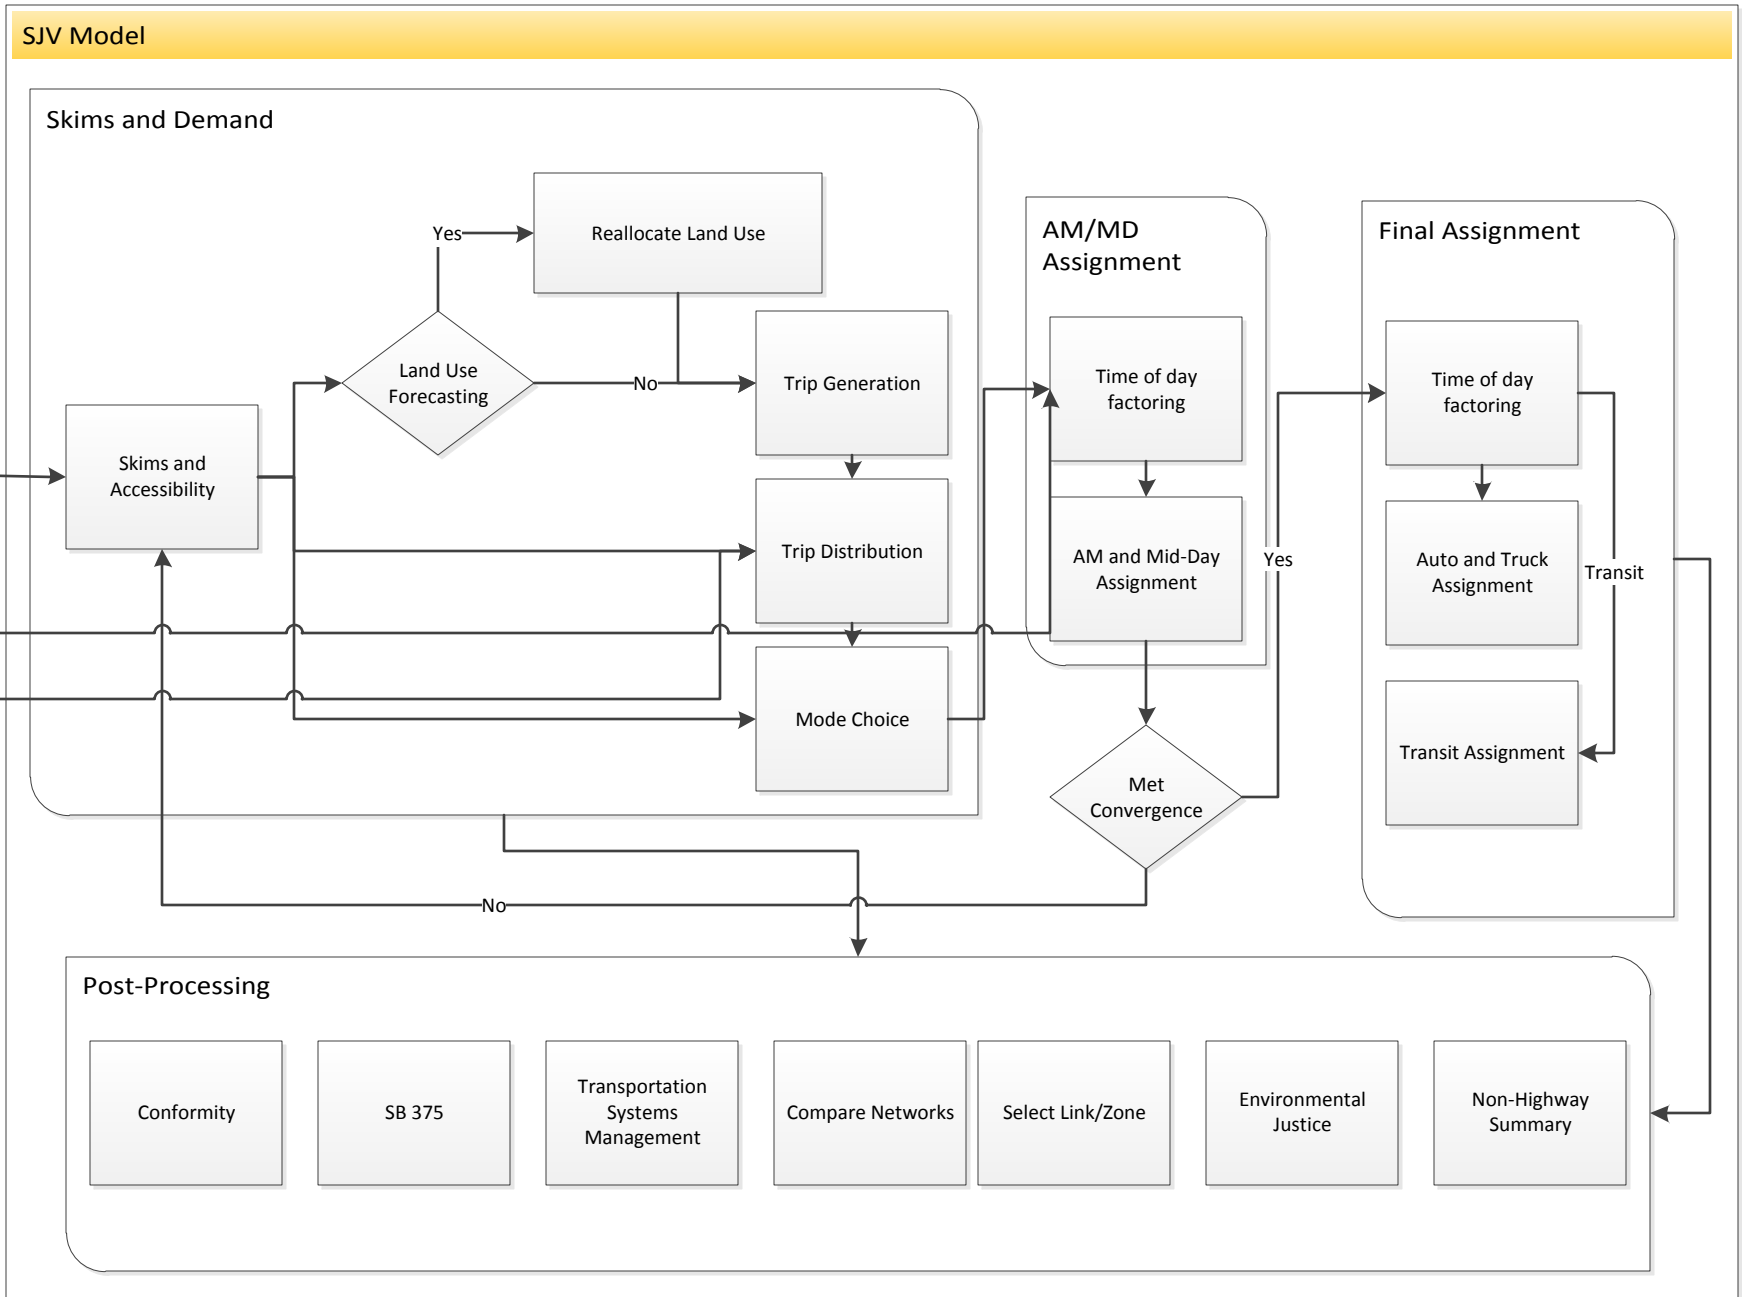 SJV Model
Skims and Demand
Yes
Reallocate Land Use
Land Use
Forecasting
No
Trip Generation
Skims and
Accessibility
Trip Distribution
Mode Choice
AM/MD
Assignment
Time of day
factoring
AM and Mid-Day
Assignment
Met
Convergence
Yes
No
Final Assignment
Time of day
factoring
Auto and Truck
Assignment
Transit
Transit Assignment
Post-Processing
Conformity
SB 375
Transportation
Systems
Management
Compare Networks
Select Link/Zone
Environmental
Justice
Non-Highway
Summary